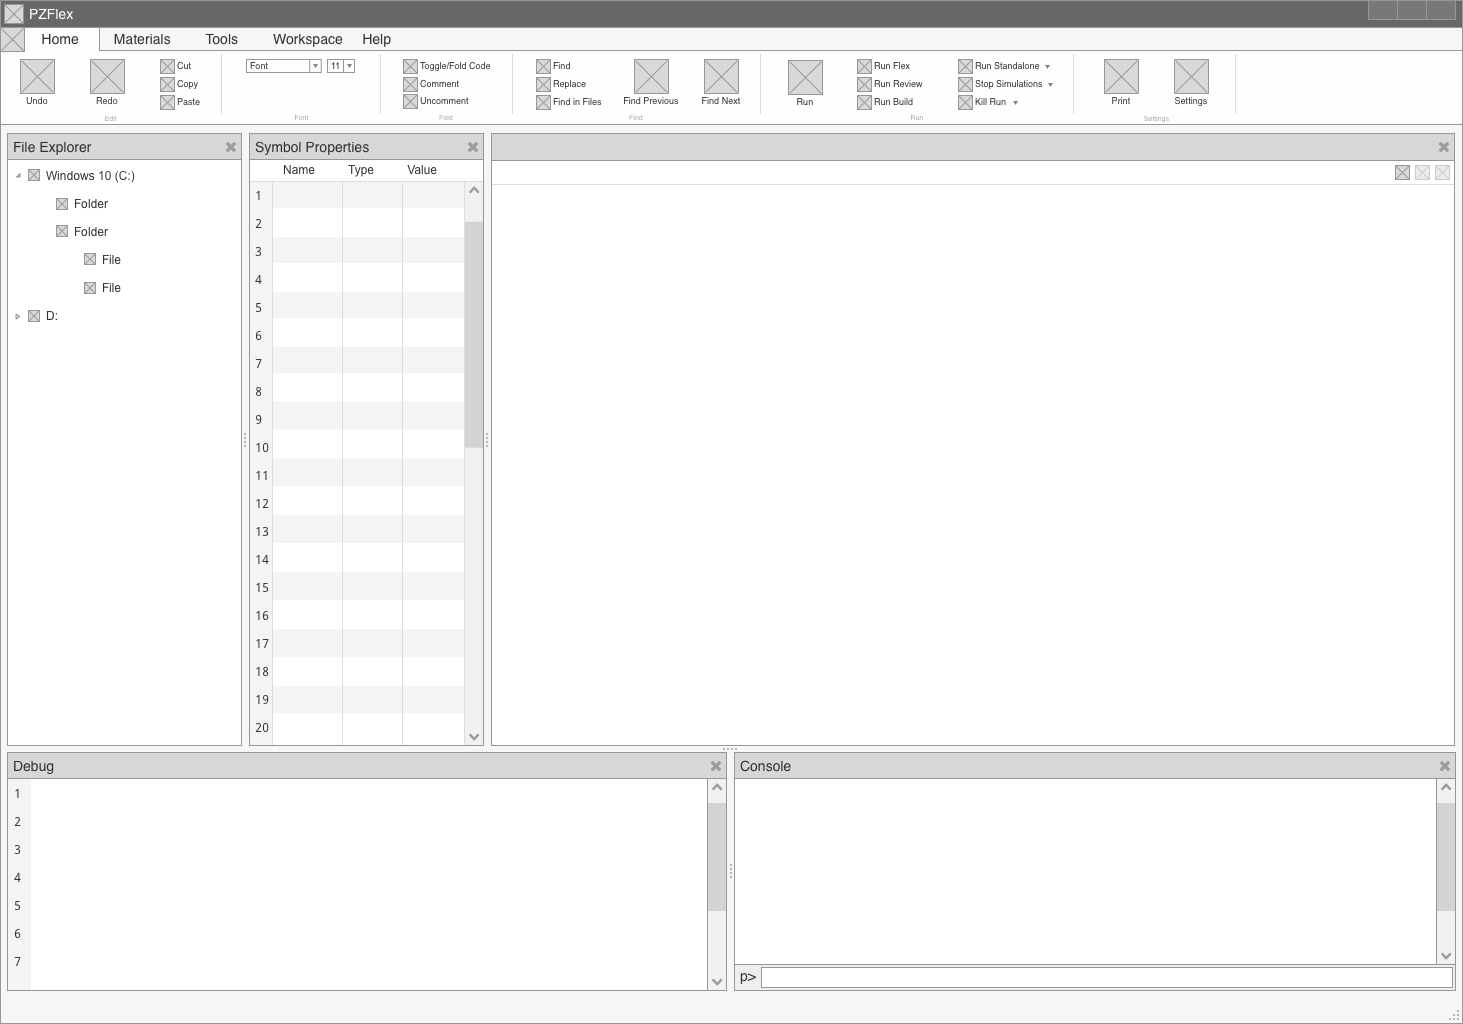 PZFlex
Home Materials Tools Workspace Help
Undo Redo Cut Copy Paste
Edit
Font 11
Font
Toggle/Fold Code
Comment
Uncomment
Fold
Find
Replace
Find in Files
Find Previous Find Next
Find
Run
Run Flex
Run Review
Run Build
Run Standalone
Stop Simulations
Kill Run
Run
Print Settings
Settings
File Explorer
Windows 10 (C:)
Folder
Folder
File
File
D:
Symbol Properties
Name Type Value
1
2
3
4
5
6
7
8
9
10
11
12
13
14
15
16
17
18
19
20
Debug
1
2
3
4
5
6
7
Console
p>